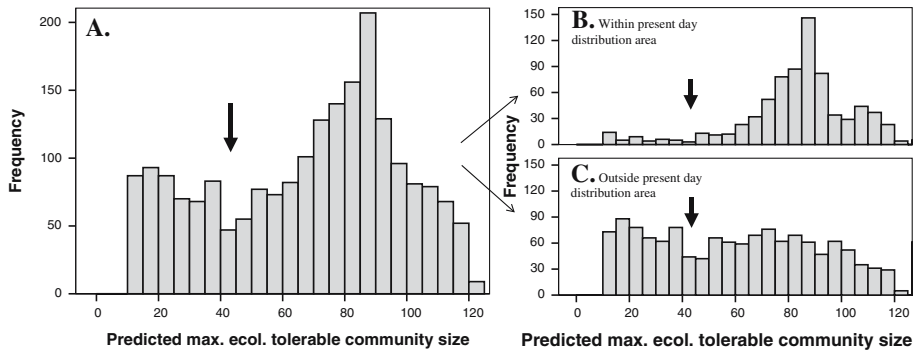 A.
200
150
100
50
0
Frequency
0 20 40 60 80 100 120
Predicted max. ecol. tolerable community size
B. Within present day
distribution area
150
120
90
60
30
0
Frequency
C. Outside present day
distribution area
150
120
90
60
30
0
0 20 40 60 80 100 120
Predicted max. ecol. tolerable community size